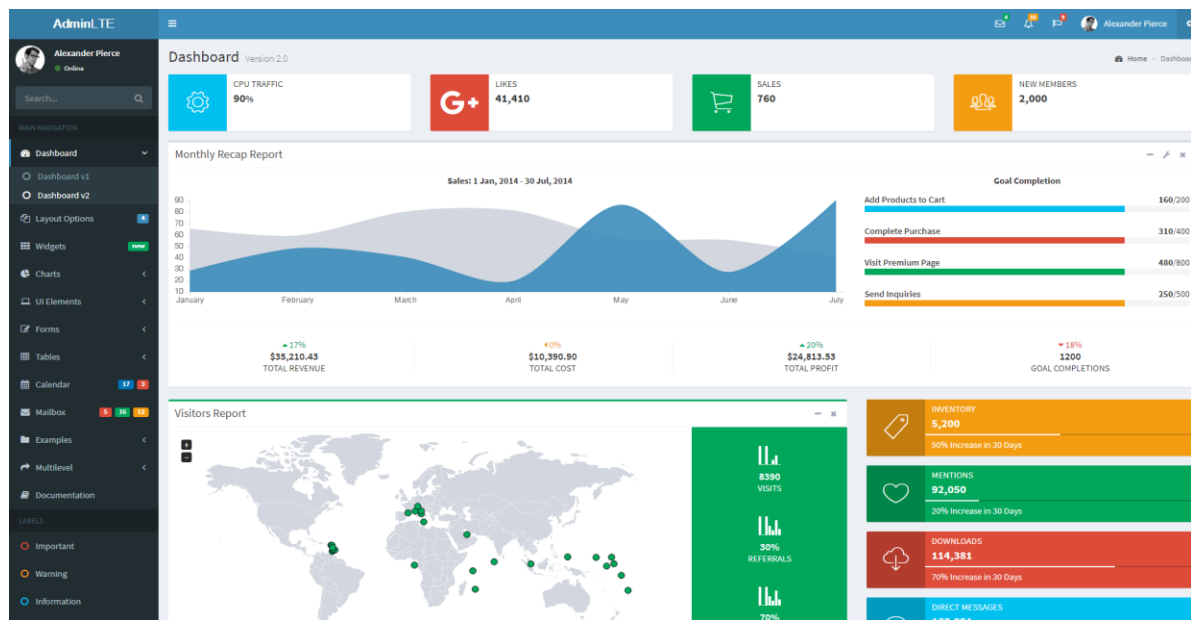 AdminLTE
4
10
9
Alexander Pierce
Alexander Pierce
Online
Search...
MAIN NAVIGATION
Dashboard
Dashboard v1
Dashboard v2
Layout Options 4
Widgets new
Charts
UI Elements
Forms
Tables
Calendar 17 3
Mailbox 5 16 12
Examples
Multilevel
Documentation
LABELS
Important
Warning
Information
Dashboard Version 2.0
Home > Dashboar
CPU TRAFFIC
90%
G+
LIKES
41,410
SALES
760
NEW MEMBERS
2,000
Monthly Recap Report
Sales: 1 Jan, 2014 - 30 Jul, 2014
90
80
70
60
50
40
30
20
10
January February March April May June July
Goal Completion
Add Products to Cart 160/200
Complete Purchase 310/400
Visit Premium Page 480/800
Send Inquiries 250/500
17%
$35,210.43
TOTAL REVENUE
0%
$10,390.90
TOTAL COST
20%
$24,813.53
TOTAL PROFIT
18%
1200
GOAL COMPLETIONS
Visitors Report
+
−
8390
VISITS
30%
REFERRALS
70%
INVENTORY
5,200
50% Increase in 30 Days
MENTIONS
92,050
20% Increase in 30 Days
DOWNLOADS
114,381
70% Increase in 30 Days
DIRECT MESSAGES